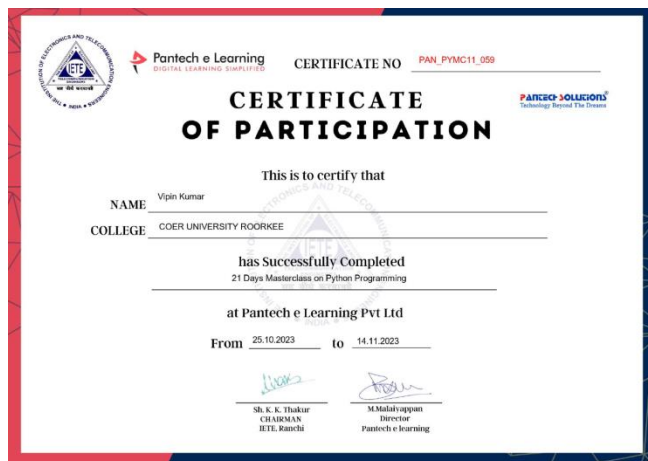 THE INSTITUTION OF ELECTRONICS AND TELECOMMUNICATION ENGINEERS
IETE
INDIA
Pantech e Learning
DIGITAL LEARNING SIMPLIFIED
CERTIFICATE NO PAN_PYMC11_059
PANTECH SOLUTIONS
Technology Beyond The Dreams
CERTIFICATE
OF PARTICIPATION
This is to certify that
NAME Vipin Kumar
COLLEGE COER UNIVERSITY ROORKEE
has Successfully Completed
21 Days Masterclass on Python Programming
at Pantech e Learning Pvt Ltd
From 25.10.2023 to 14.11.2023
Sh. K. K. Thakur
CHAIRMAN
IETE, Ranchi
M.Malaiyappan
Director
Pantech e learning